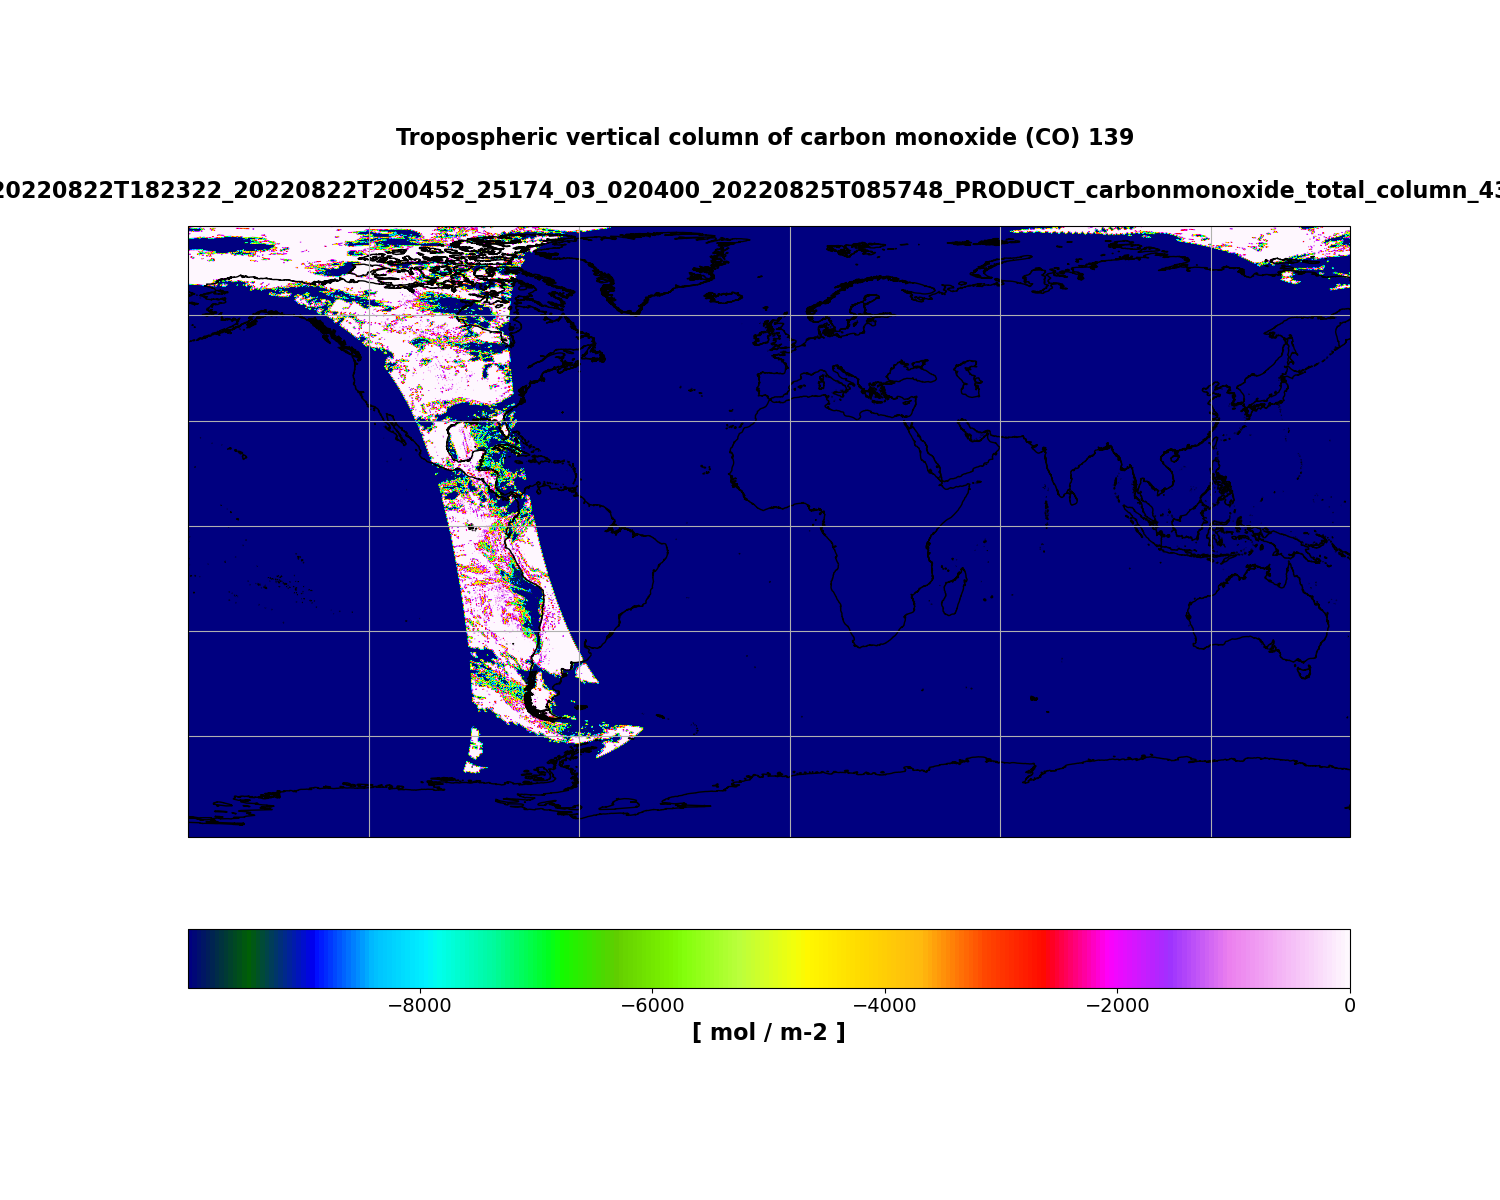 Tropospheric vertical column of carbon monoxide (CO) 139
20220822T182322_20220822T200452_25174_03_020400_20220825T085748_PRODUCT_carbonmonoxide_total_column_43
−8000 −6000 −4000 −2000 0
[ mol / m-2 ]